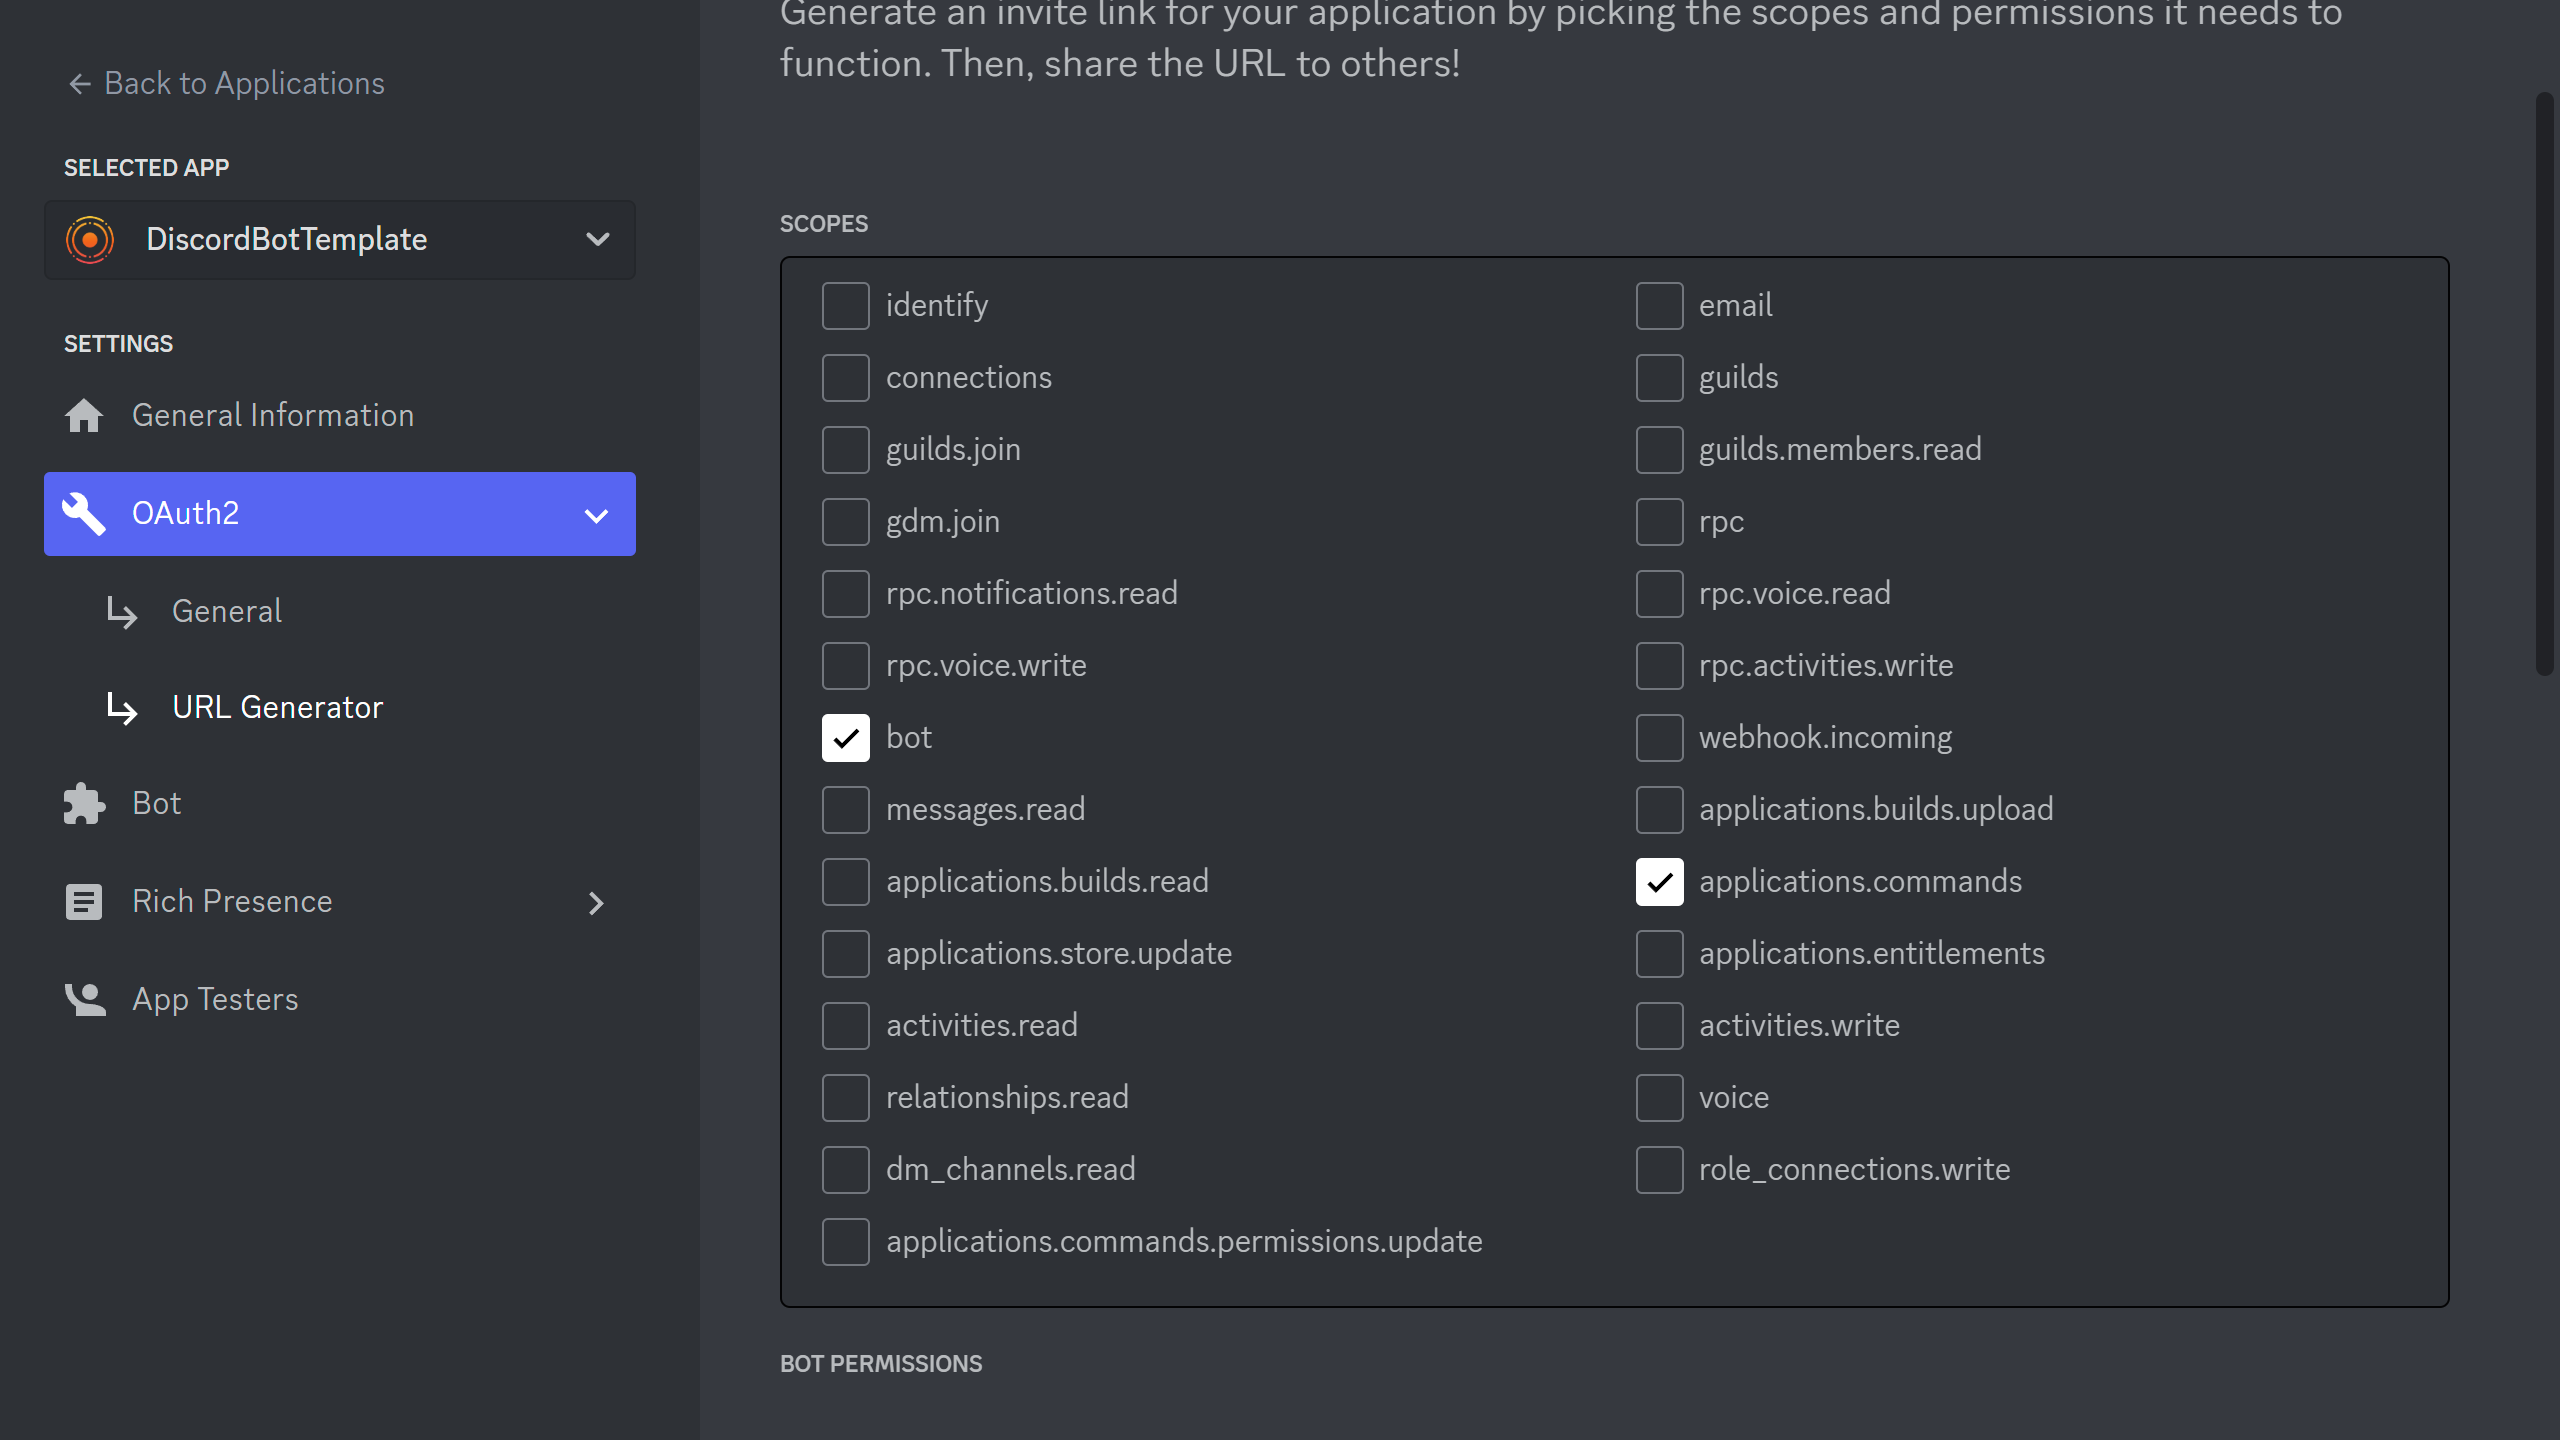 ← Back to Applications
SELECTED APP
DiscordBotTemplate
SETTINGS
General Information
OAuth2
General
URL Generator
Bot
Rich Presence
App Testers
Generate an invite link for your application by picking the scopes and permissions it needs to
function. Then, share the URL to others!
SCOPES
identify
email
connections
guilds
guilds.join
guilds.members.read
gdm.join
rpc
rpc.notifications.read
rpc.voice.read
rpc.voice.write
rpc.activities.write
bot
webhook.incoming
messages.read
applications.builds.upload
applications.builds.read
applications.commands
applications.store.update
applications.entitlements
activities.read
activities.write
relationships.read
voice
dm_channels.read
role_connections.write
applications.commands.permissions.update
BOT PERMISSIONS